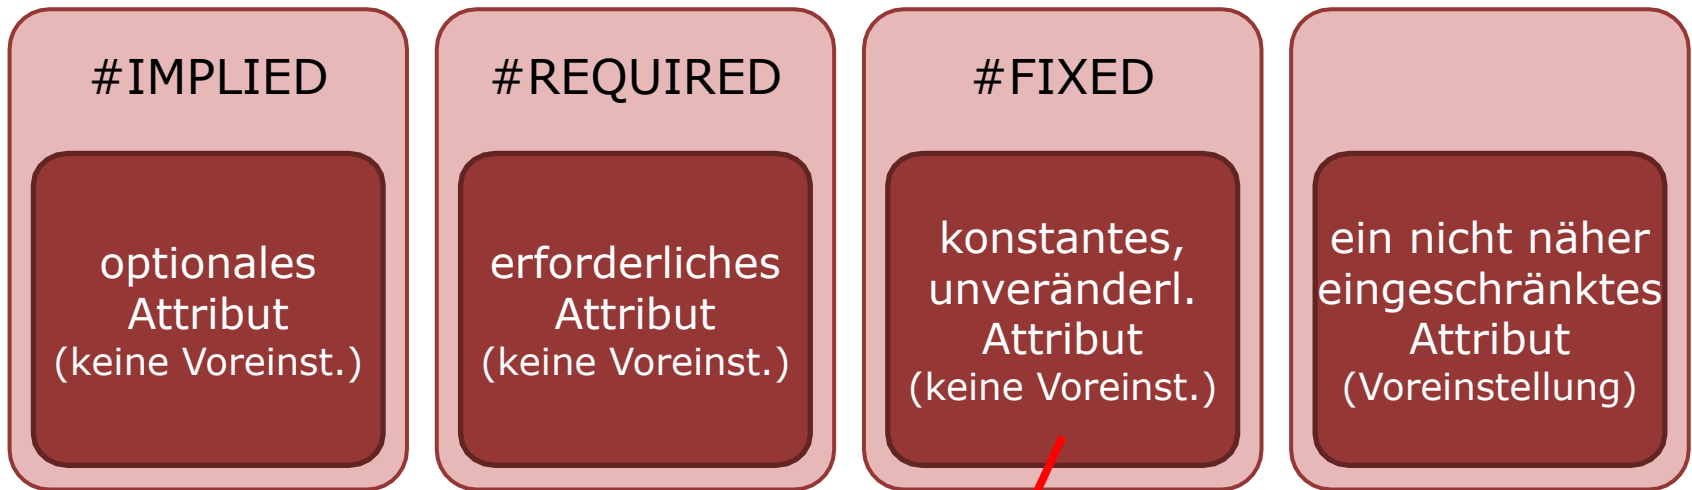 #IMPLIED
optionales
Attribut
(keine Voreinst.)
#REQUIRED
erforderliches
Attribut
(keine Voreinst.)
#FIXED
konstantes,
unveränderl.
Attribut
(keine Voreinst.)
ein nicht näher
eingeschränktes
Attribut
(Voreinstellung)